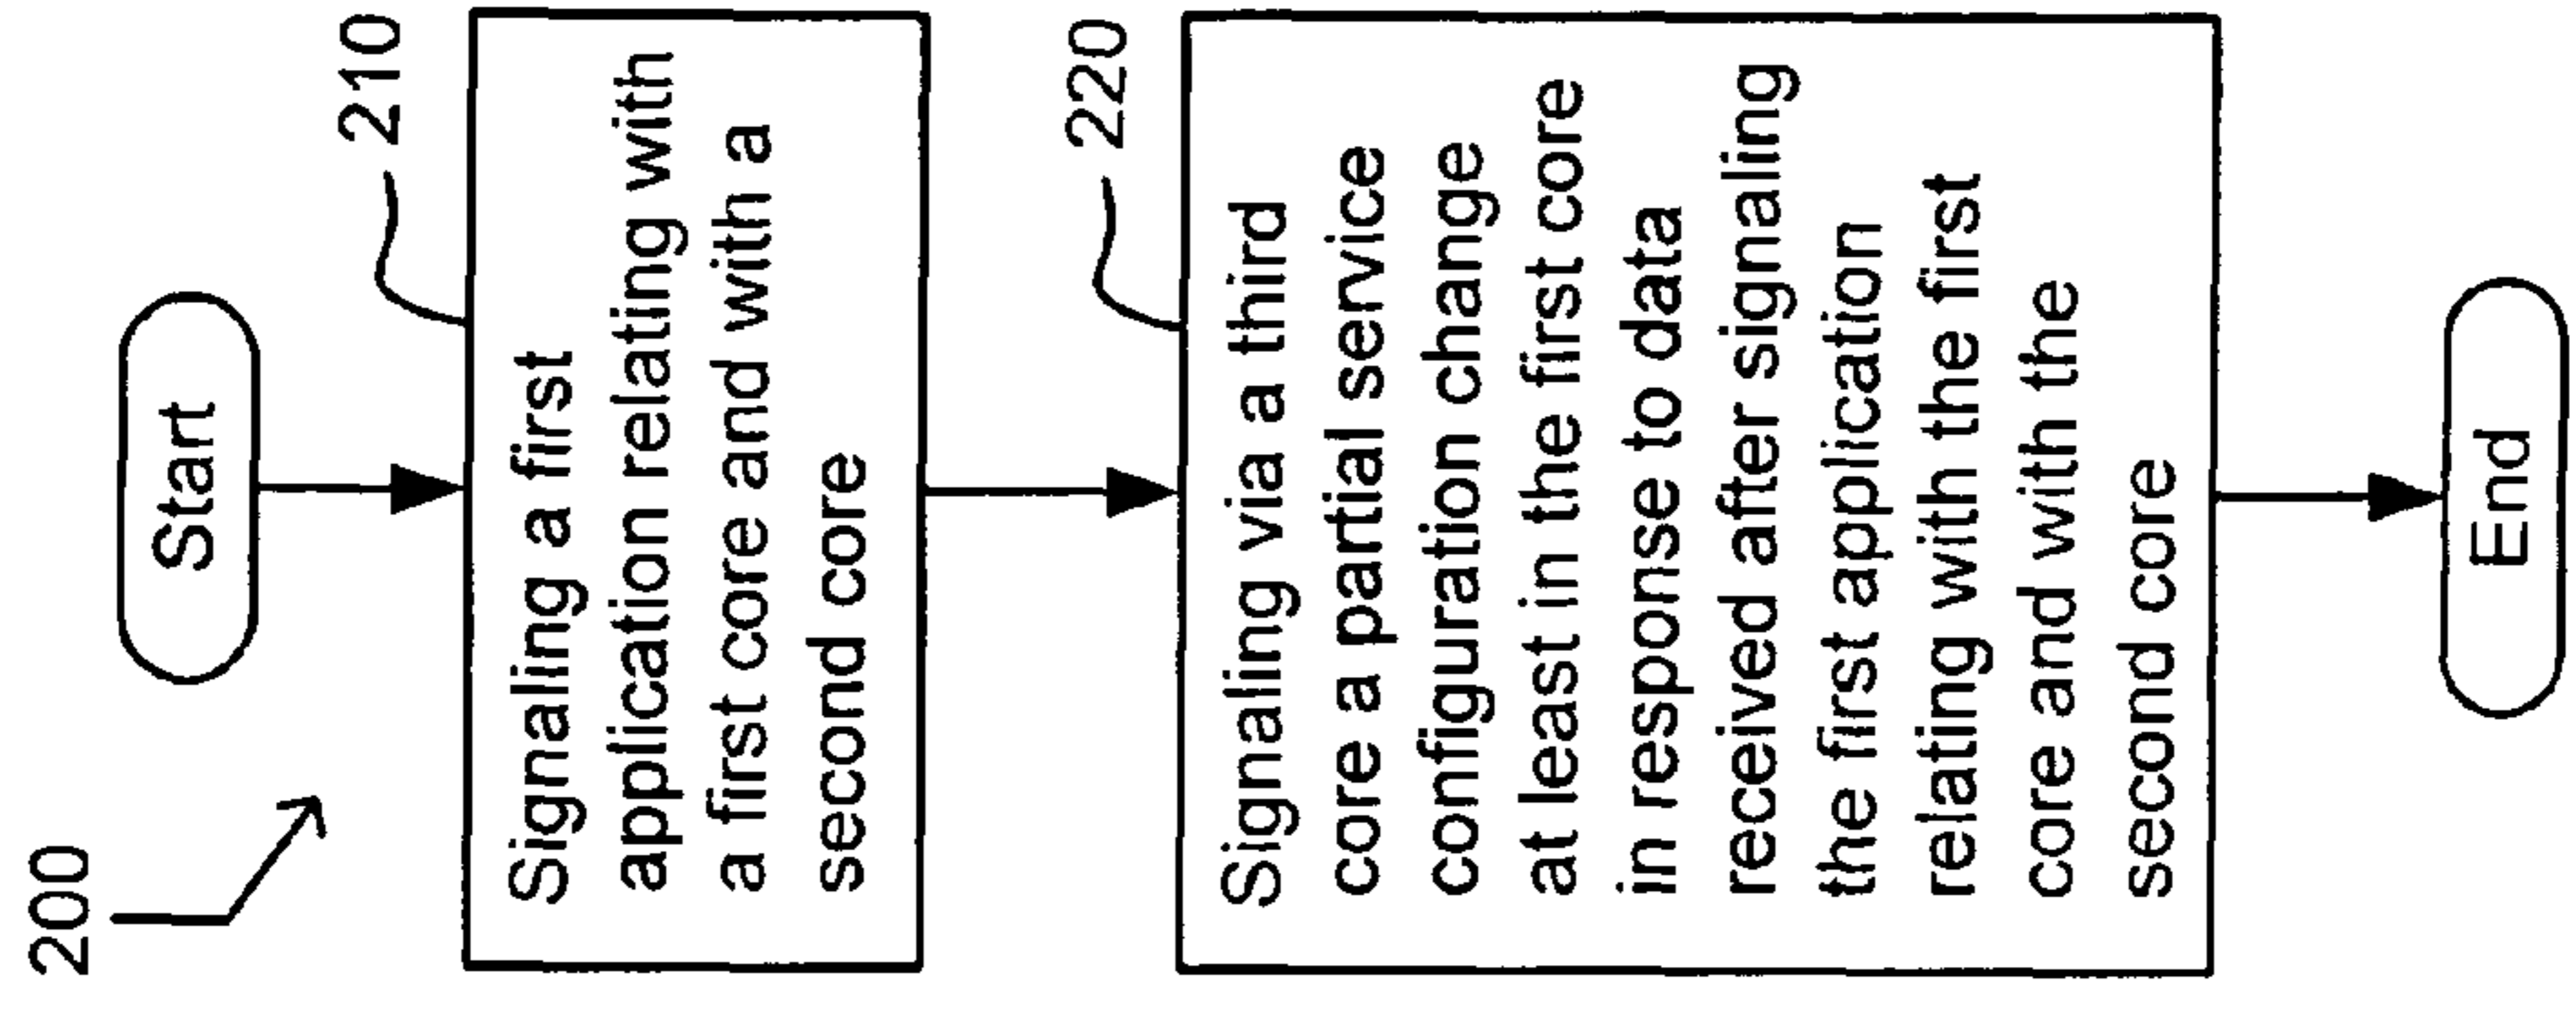 200
Start
210
Signaling a first
application relating with
a first core and with a
second core
220
Signaling via a third
core a partial service
configuration change
at least in the first core
in response to data
received after signaling
the first application
relating with the first
core and with the
second core
End